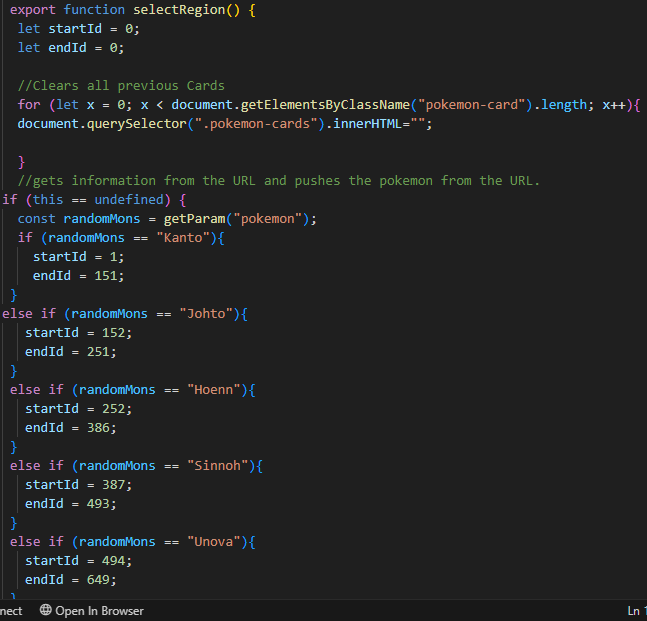 export function selectRegion() {
let startId = 0;
let endId = 0;
//Clears all previous Cards
for (let x = 0; x < document.getElementsByClassName("pokemon-card").length; x++){
document.querySelector(".pokemon-cards").innerHTML="";
}
//gets information from the URL and pushes the pokemon from the URL.
if (this == undefined) {
const randomMons = getParam("pokemon");
if (randomMons == "Kanto"){
startId = 1;
endId = 151;
}
else if (randomMons == "Johto"){
startId = 152;
endId = 251;
}
else if (randomMons == "Hoenn"){
startId = 252;
endId = 386;
}
else if (randomMons == "Sinnoh"){
startId = 387;
endId = 493;
}
else if (randomMons == "Unova"){
startId = 494;
endId = 649;
}
nect Open In Browser Ln 1